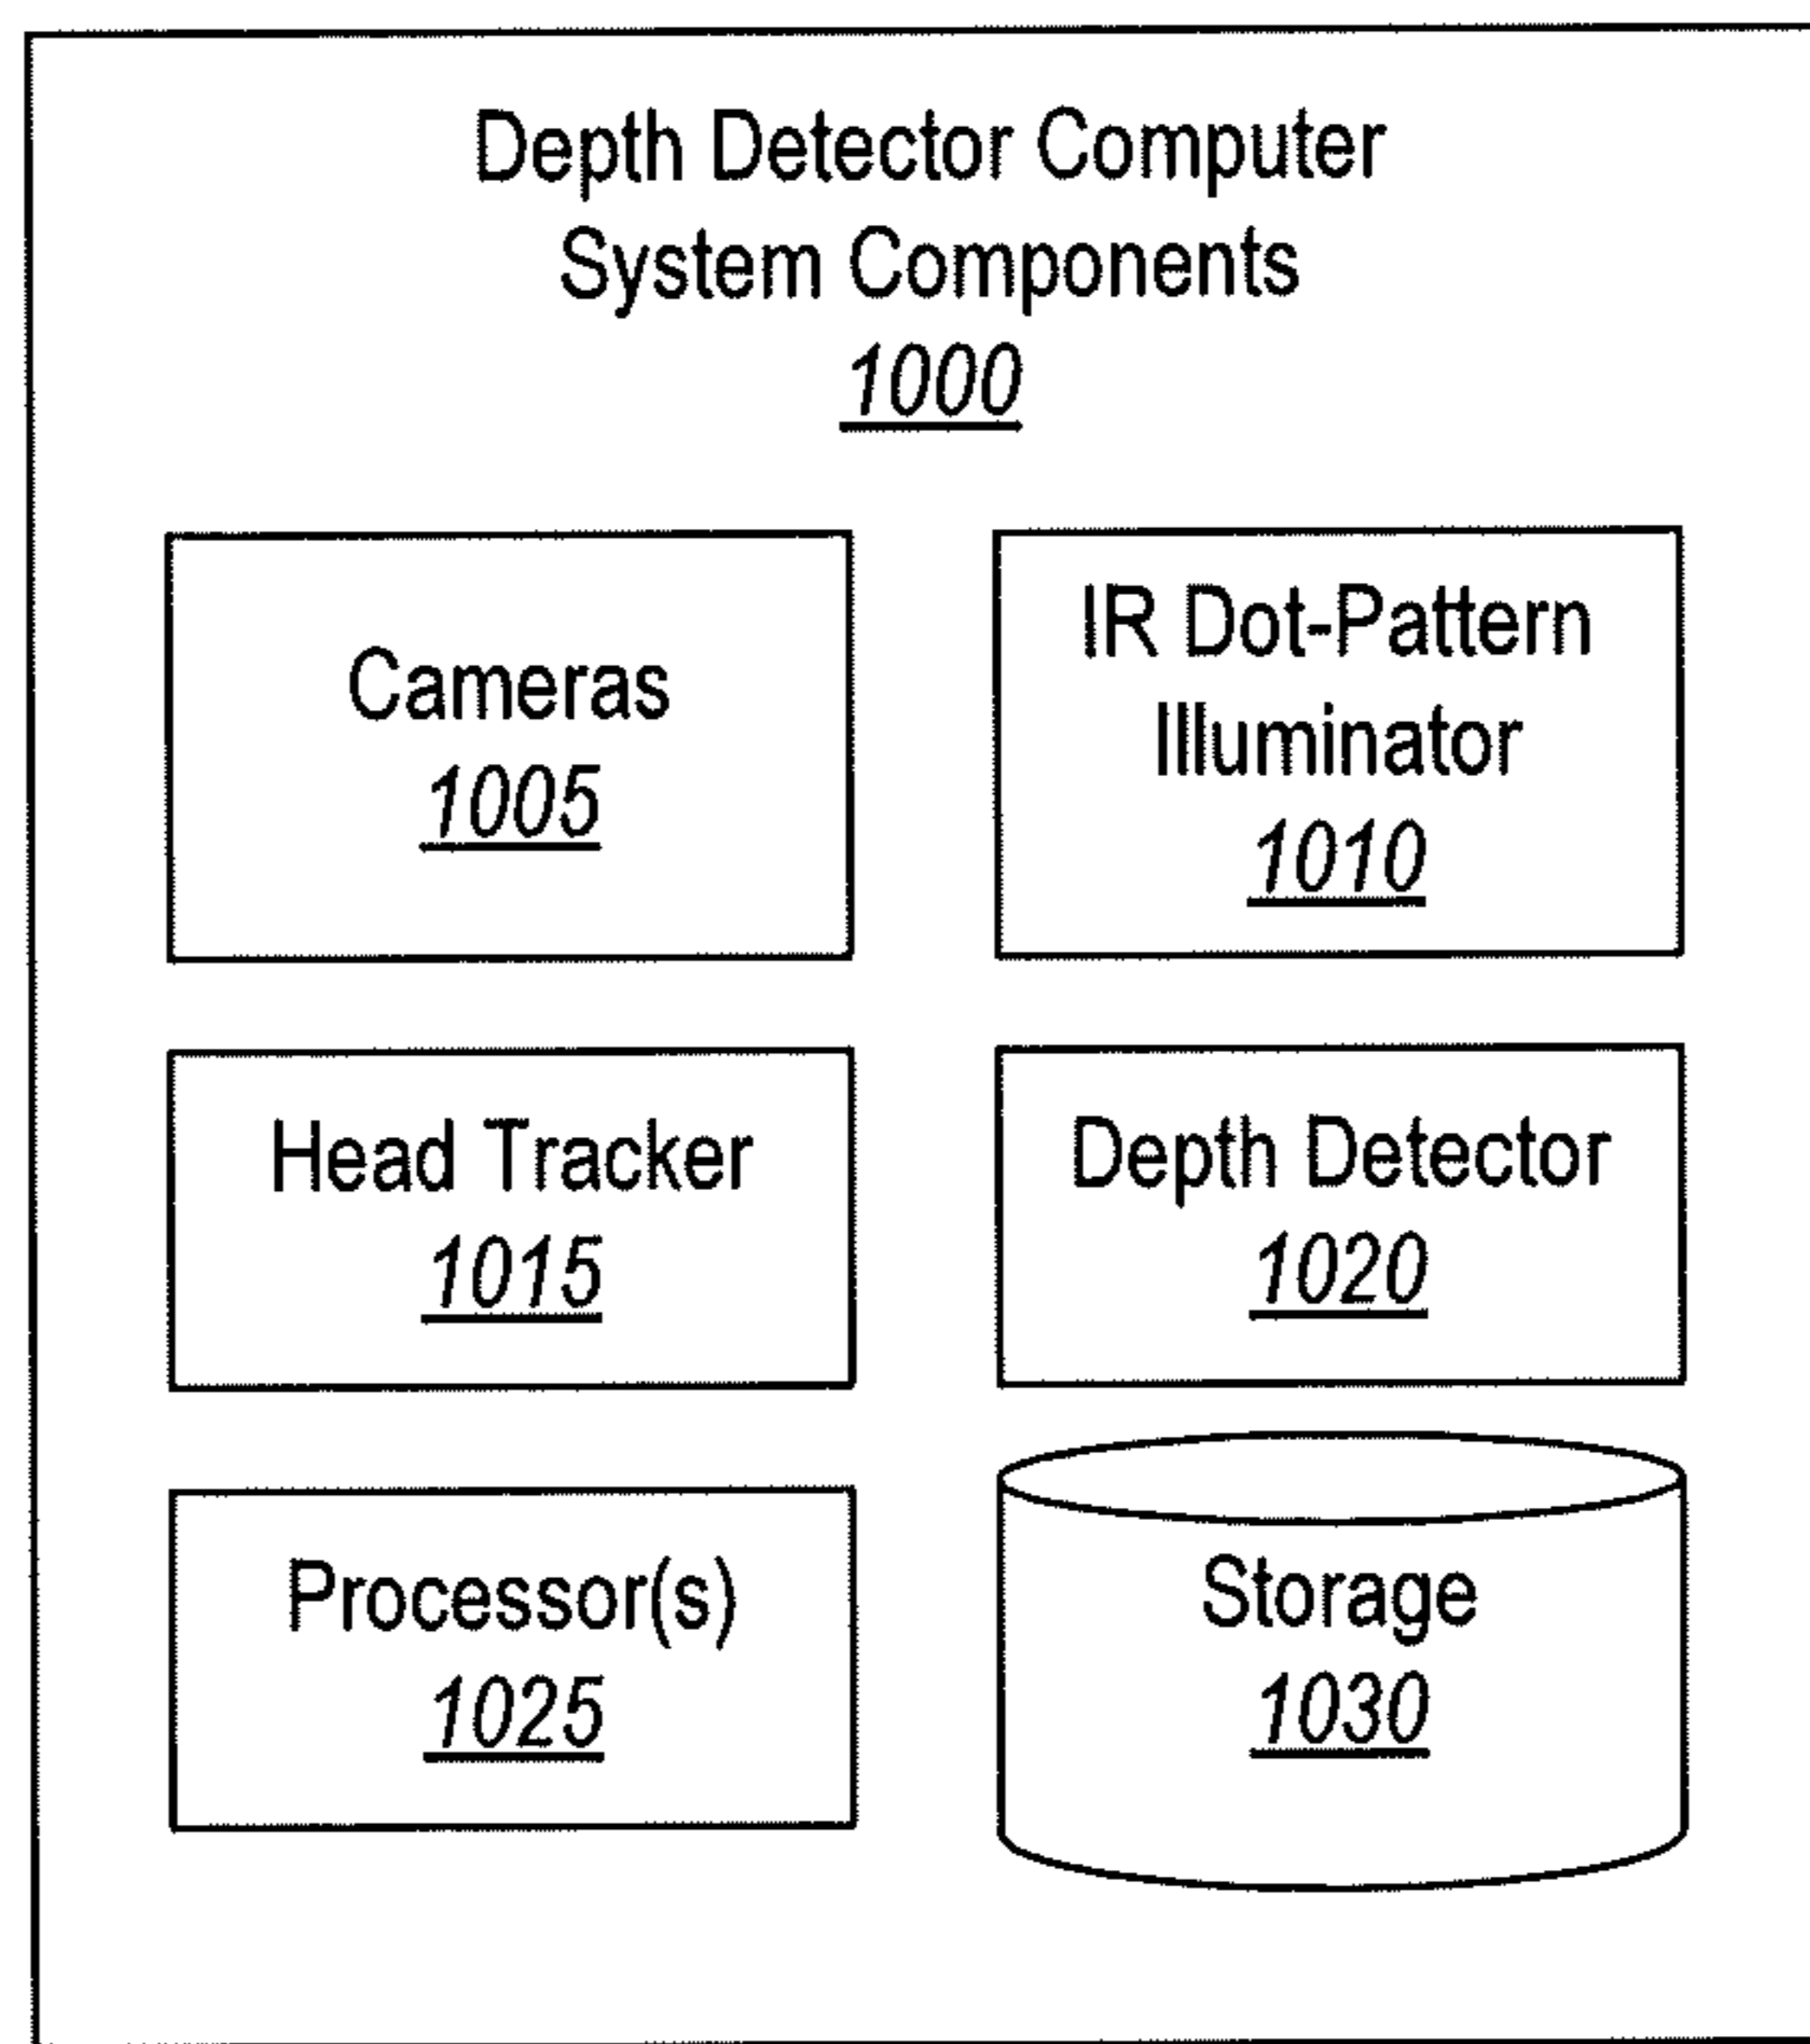 Depth Detector Computer
System Components
1000
Cameras
1005
IR Dot-Pattern
Illuminator
1010
Head Tracker
1015
Depth Detector
1020
Processor(s)
1025
Storage
1030